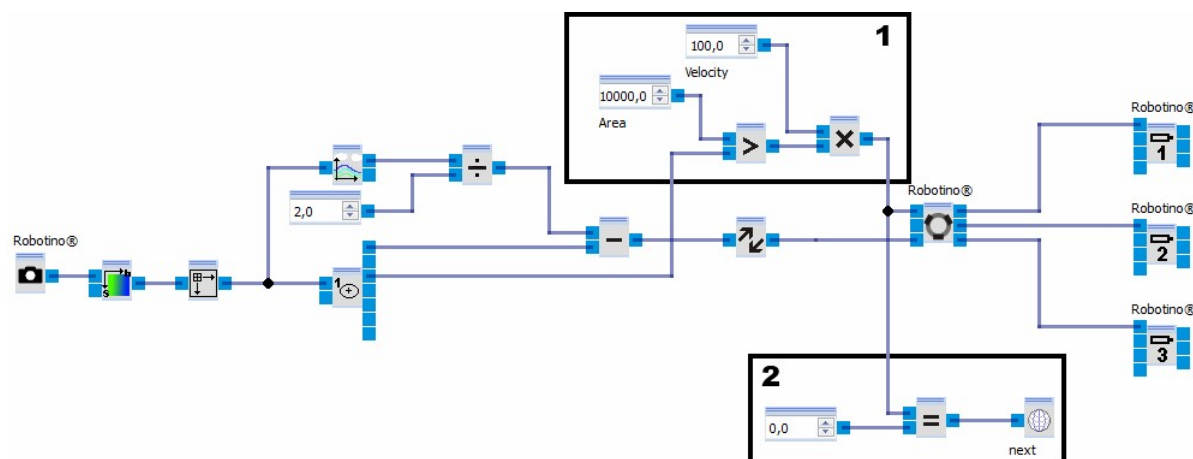 1
100,0
Velocity
10000,0
Area
>
×
Robotino®
1
÷
2,0
Robotino®
Robotino®
2
−
Robotino®
h
s
1
Robotino®
3
2
0,0
=
next